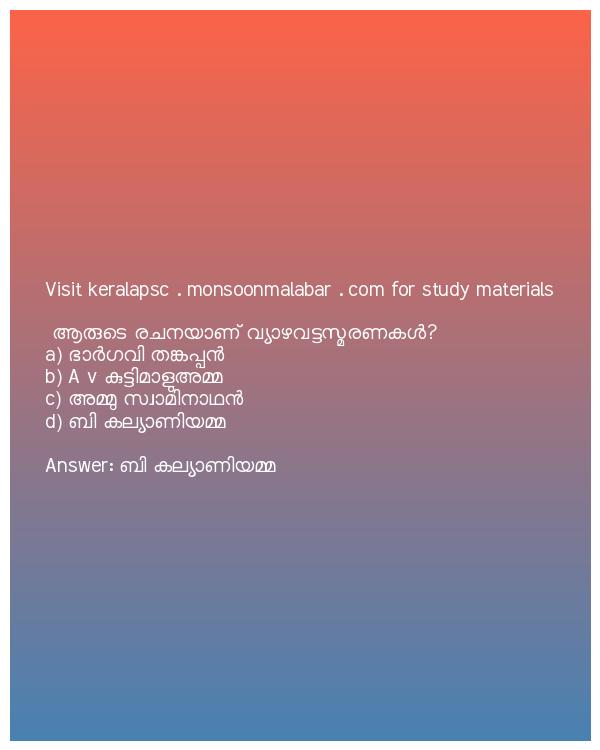 Visit keralapsc . monsoonmalabar . com for study materials
ആരുടെ രചനയാണ് വ്യാഴവട്ടസ്മരണകൾ?
a) ഭാർഗവി തങ്കപ്പൻ
b) A v കുട്ടിമാളുഅമ്മ
c) അമ്മു സ്വാമിനാഥൻ
d) ബി കല്യാണിയമ്മ
Answer: ബി കല്യാണിയമ്മ